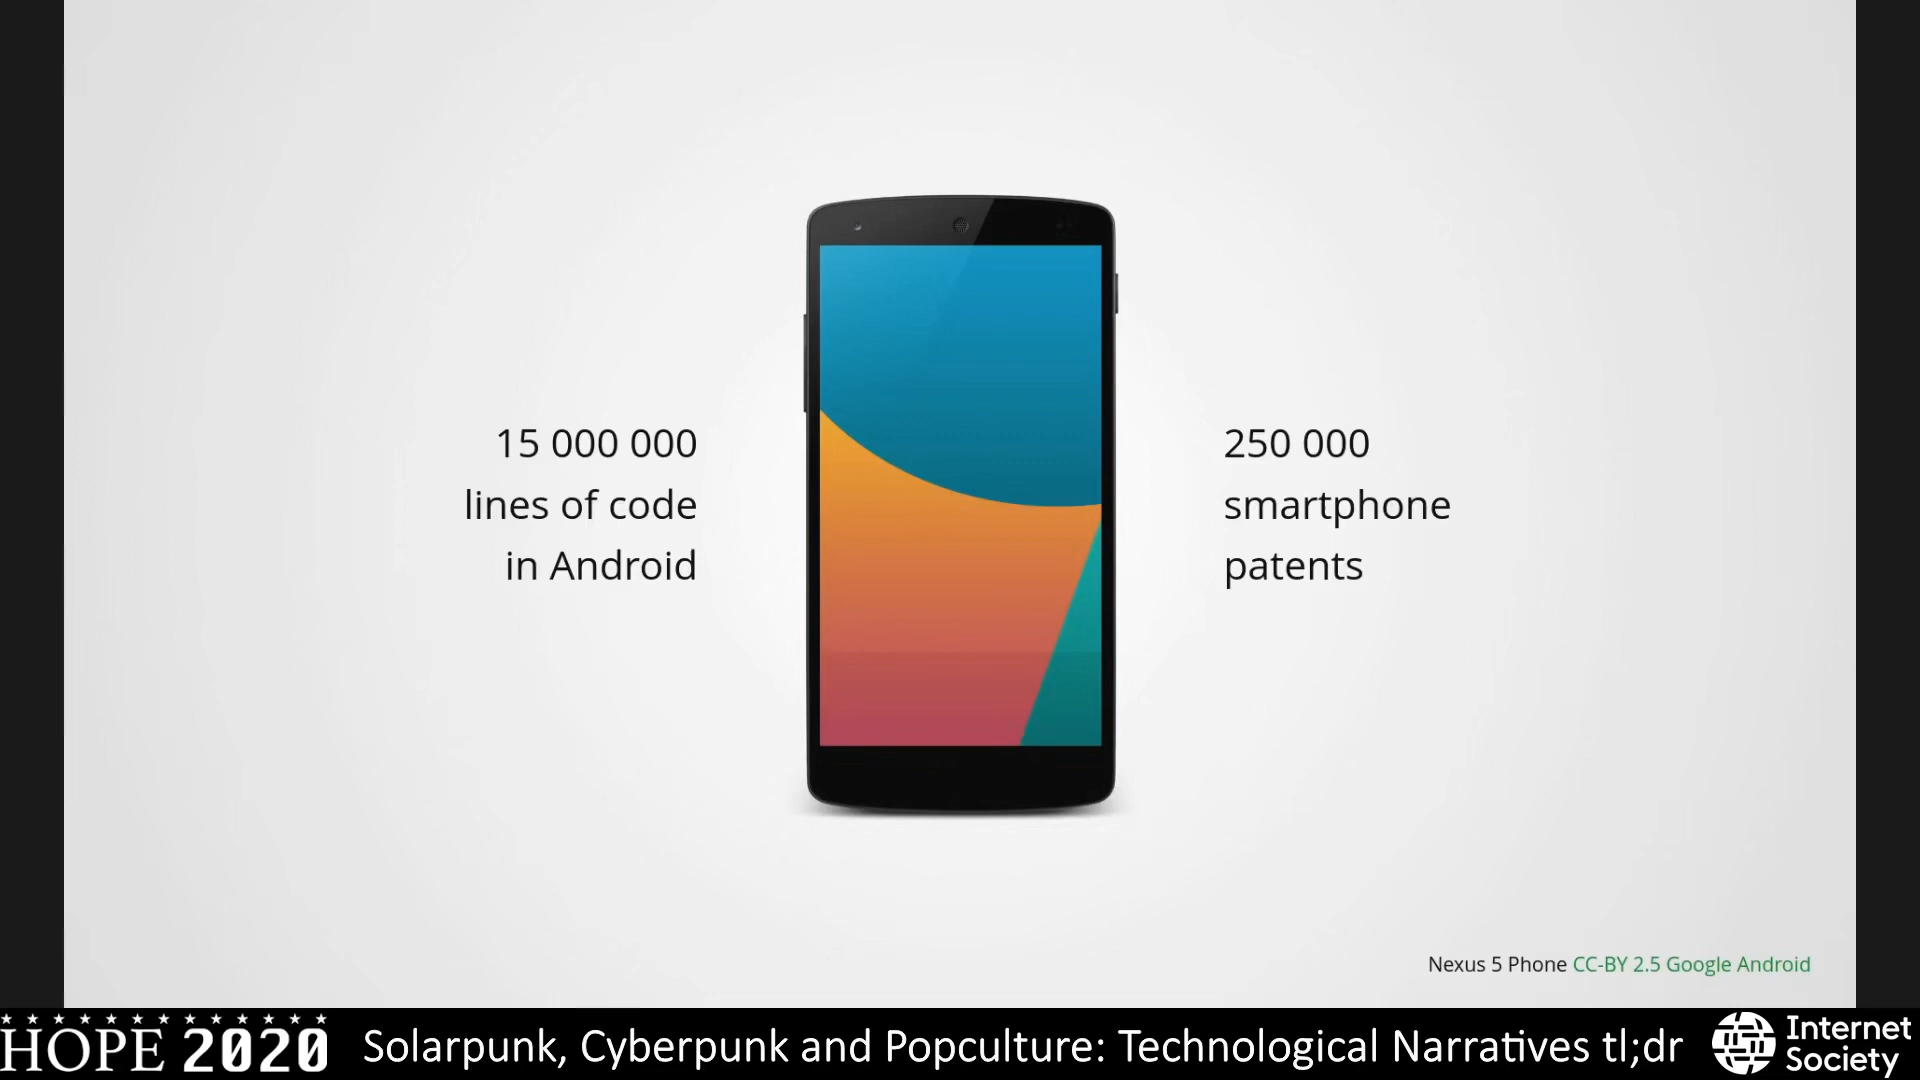 15 000 000
lines of code
in Android
250 000
smartphone
patents
Nexus 5 Phone CC-BY 2.5 Google Android
HOPE 2020
Solarpunk, Cyberpunk and Popculture: Technological Narratives tl;dr
Internet
Society